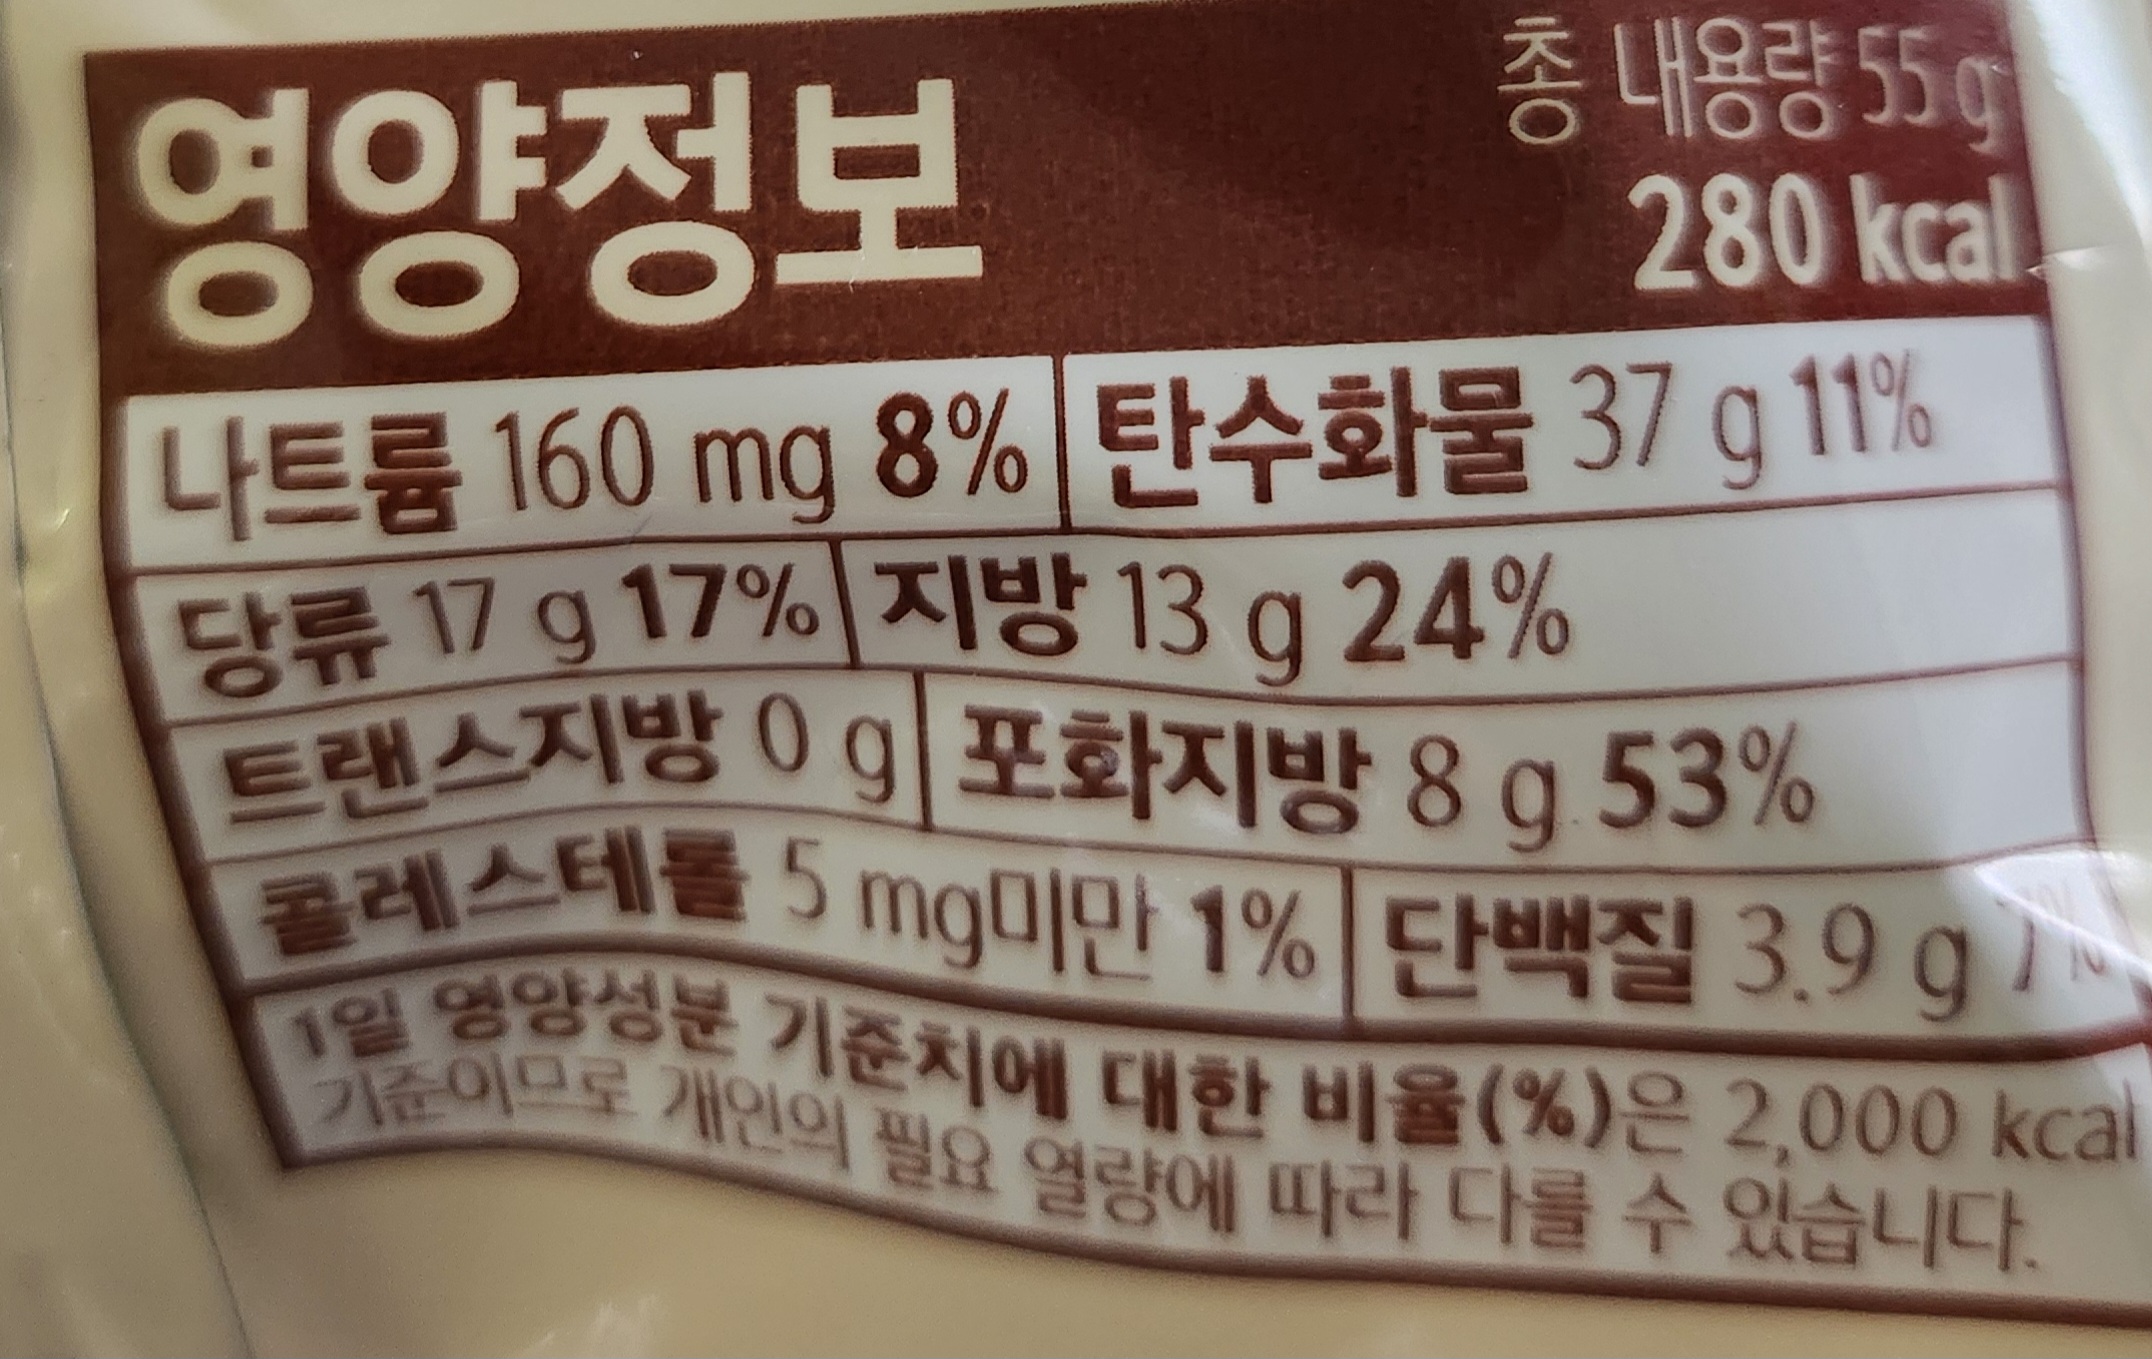 영양정보
총 내용량 55 g
280 kcal
나트륨 160 mg 8% 탄수화물 37 g 11%
당류 17 g 17% 지방 13 g 24%
트랜스지방 0 g 포화지방 8 g 53%
콜레스테롤 5 mg미만 1% 단백질 3.9 g 7%
1일 영양성분 기준치에 대한 비율(%)은 2,000 kcal
기준이므로 개인의 필요 열량에 따라 다를 수 있습니다.